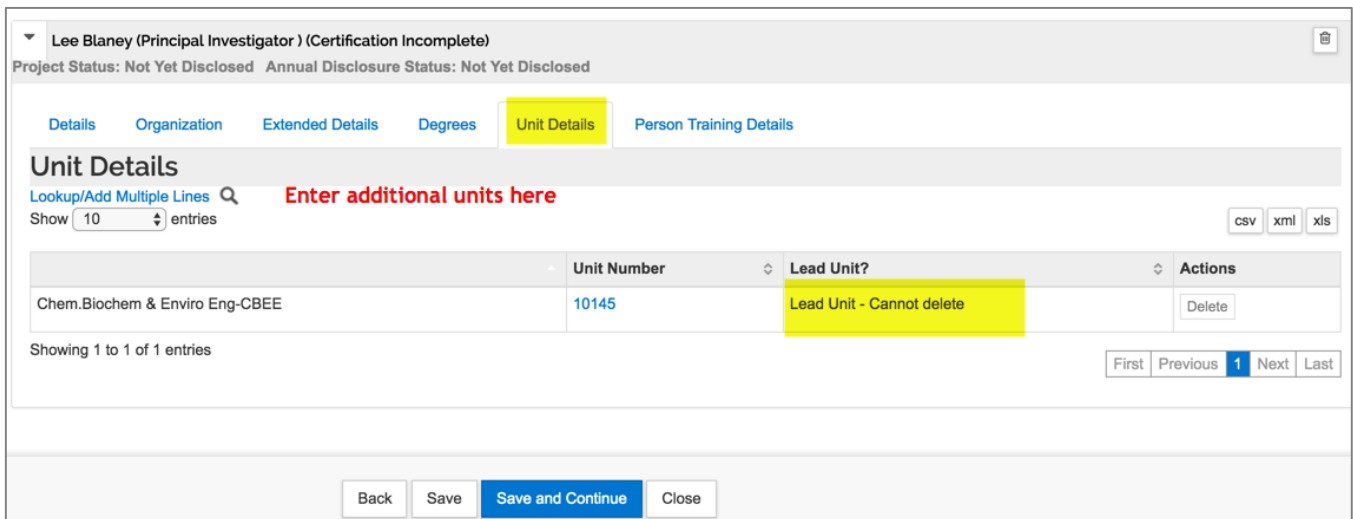 Lee Blaney (Principal Investigator ) (Certification Incomplete)
Project Status: Not Yet Disclosed Annual Disclosure Status: Not Yet Disclosed
Details Organization Extended Details Degrees Unit Details Person Training Details
Unit Details
Lookup/Add Multiple Lines Enter additional units here
Show 10 entries
csv xml xls
Unit Number Lead Unit? Actions
Chem.Biochem & Enviro Eng-CBEE 10145 Lead Unit - Cannot delete Delete
Showing 1 to 1 of 1 entries
First Previous 1 Next Last
Back Save Save and Continue Close